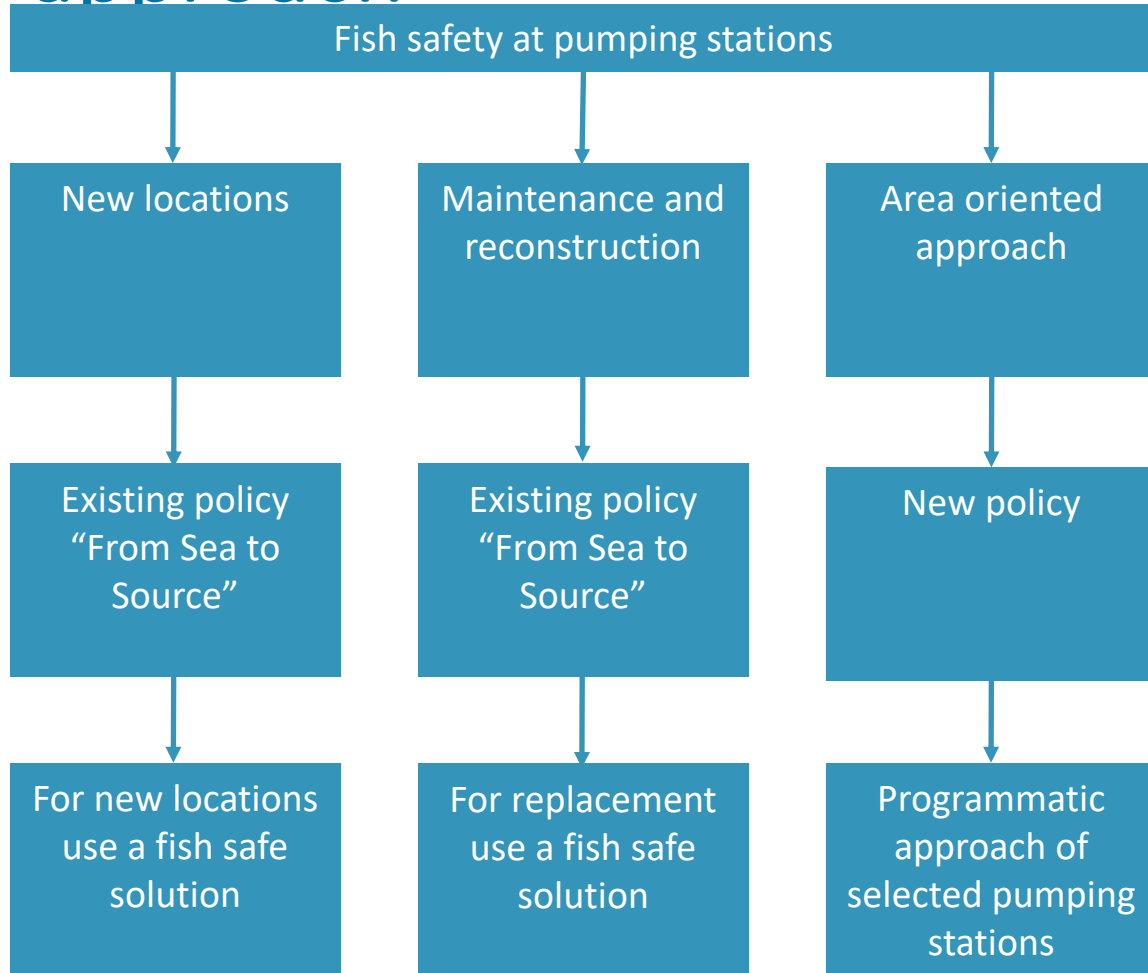 Fish safety at pumping stations
New locations
Maintenance and
reconstruction
Area oriented
approach
Existing policy
“From Sea to
Source”
Existing policy
“From Sea to
Source”
New policy
For new locations
use a fish safe
solution
For replacement
use a fish safe
solution
Programmatic
approach of
selected pumping
stations